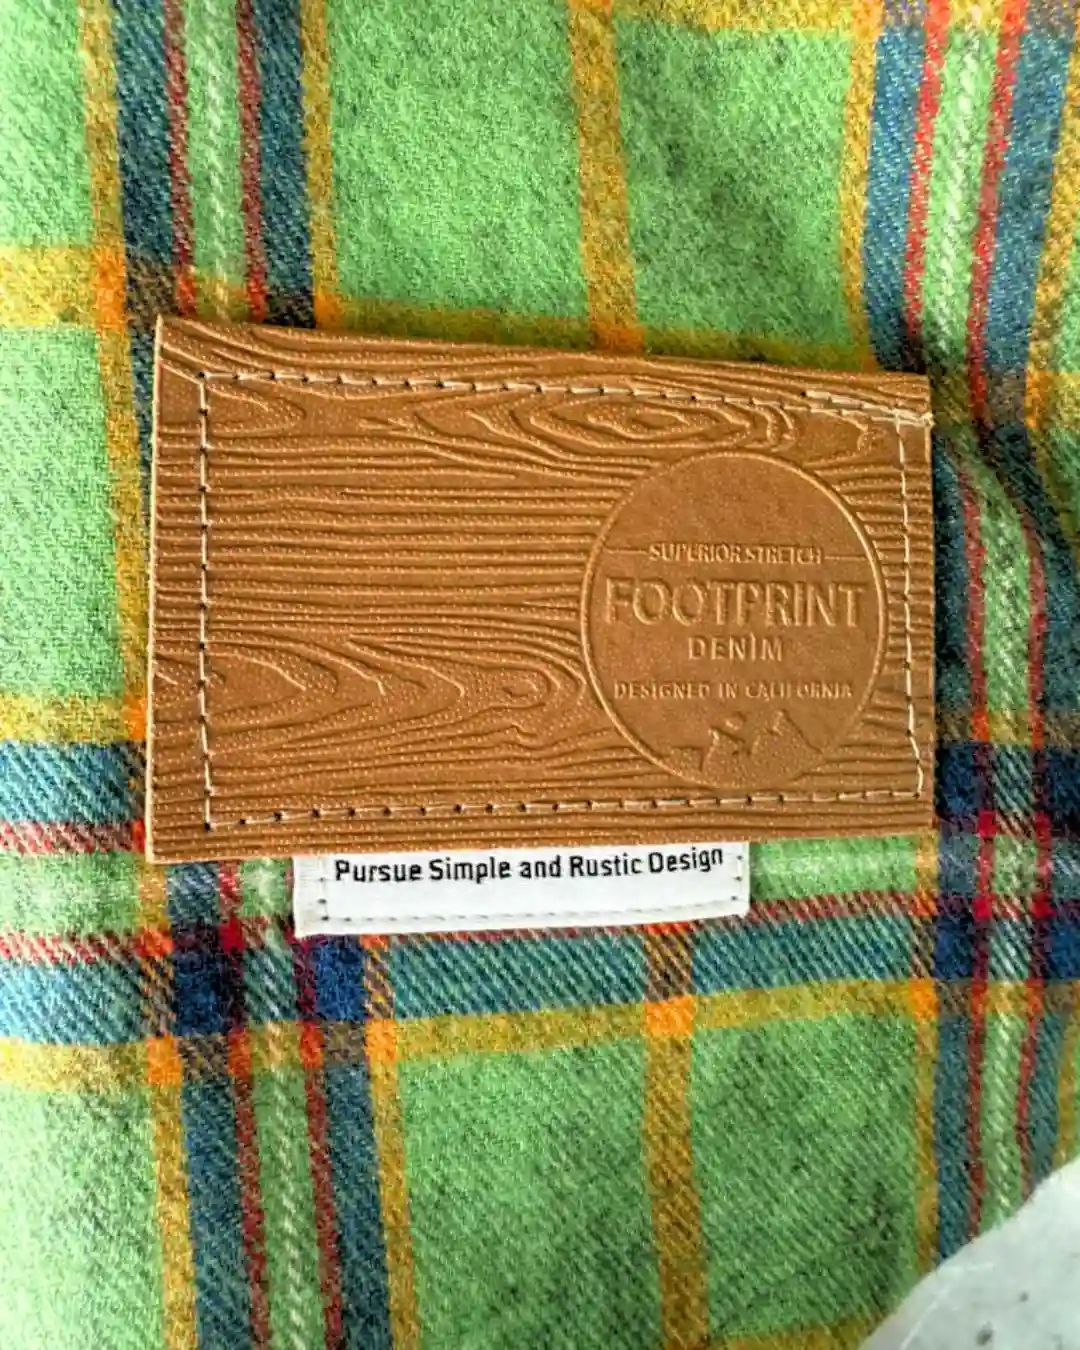 SUPERIOR STRETCH
FOOTPRINT
DENIM
DESIGNED IN CALIFORNIA
Pursue Simple and Rustic Design